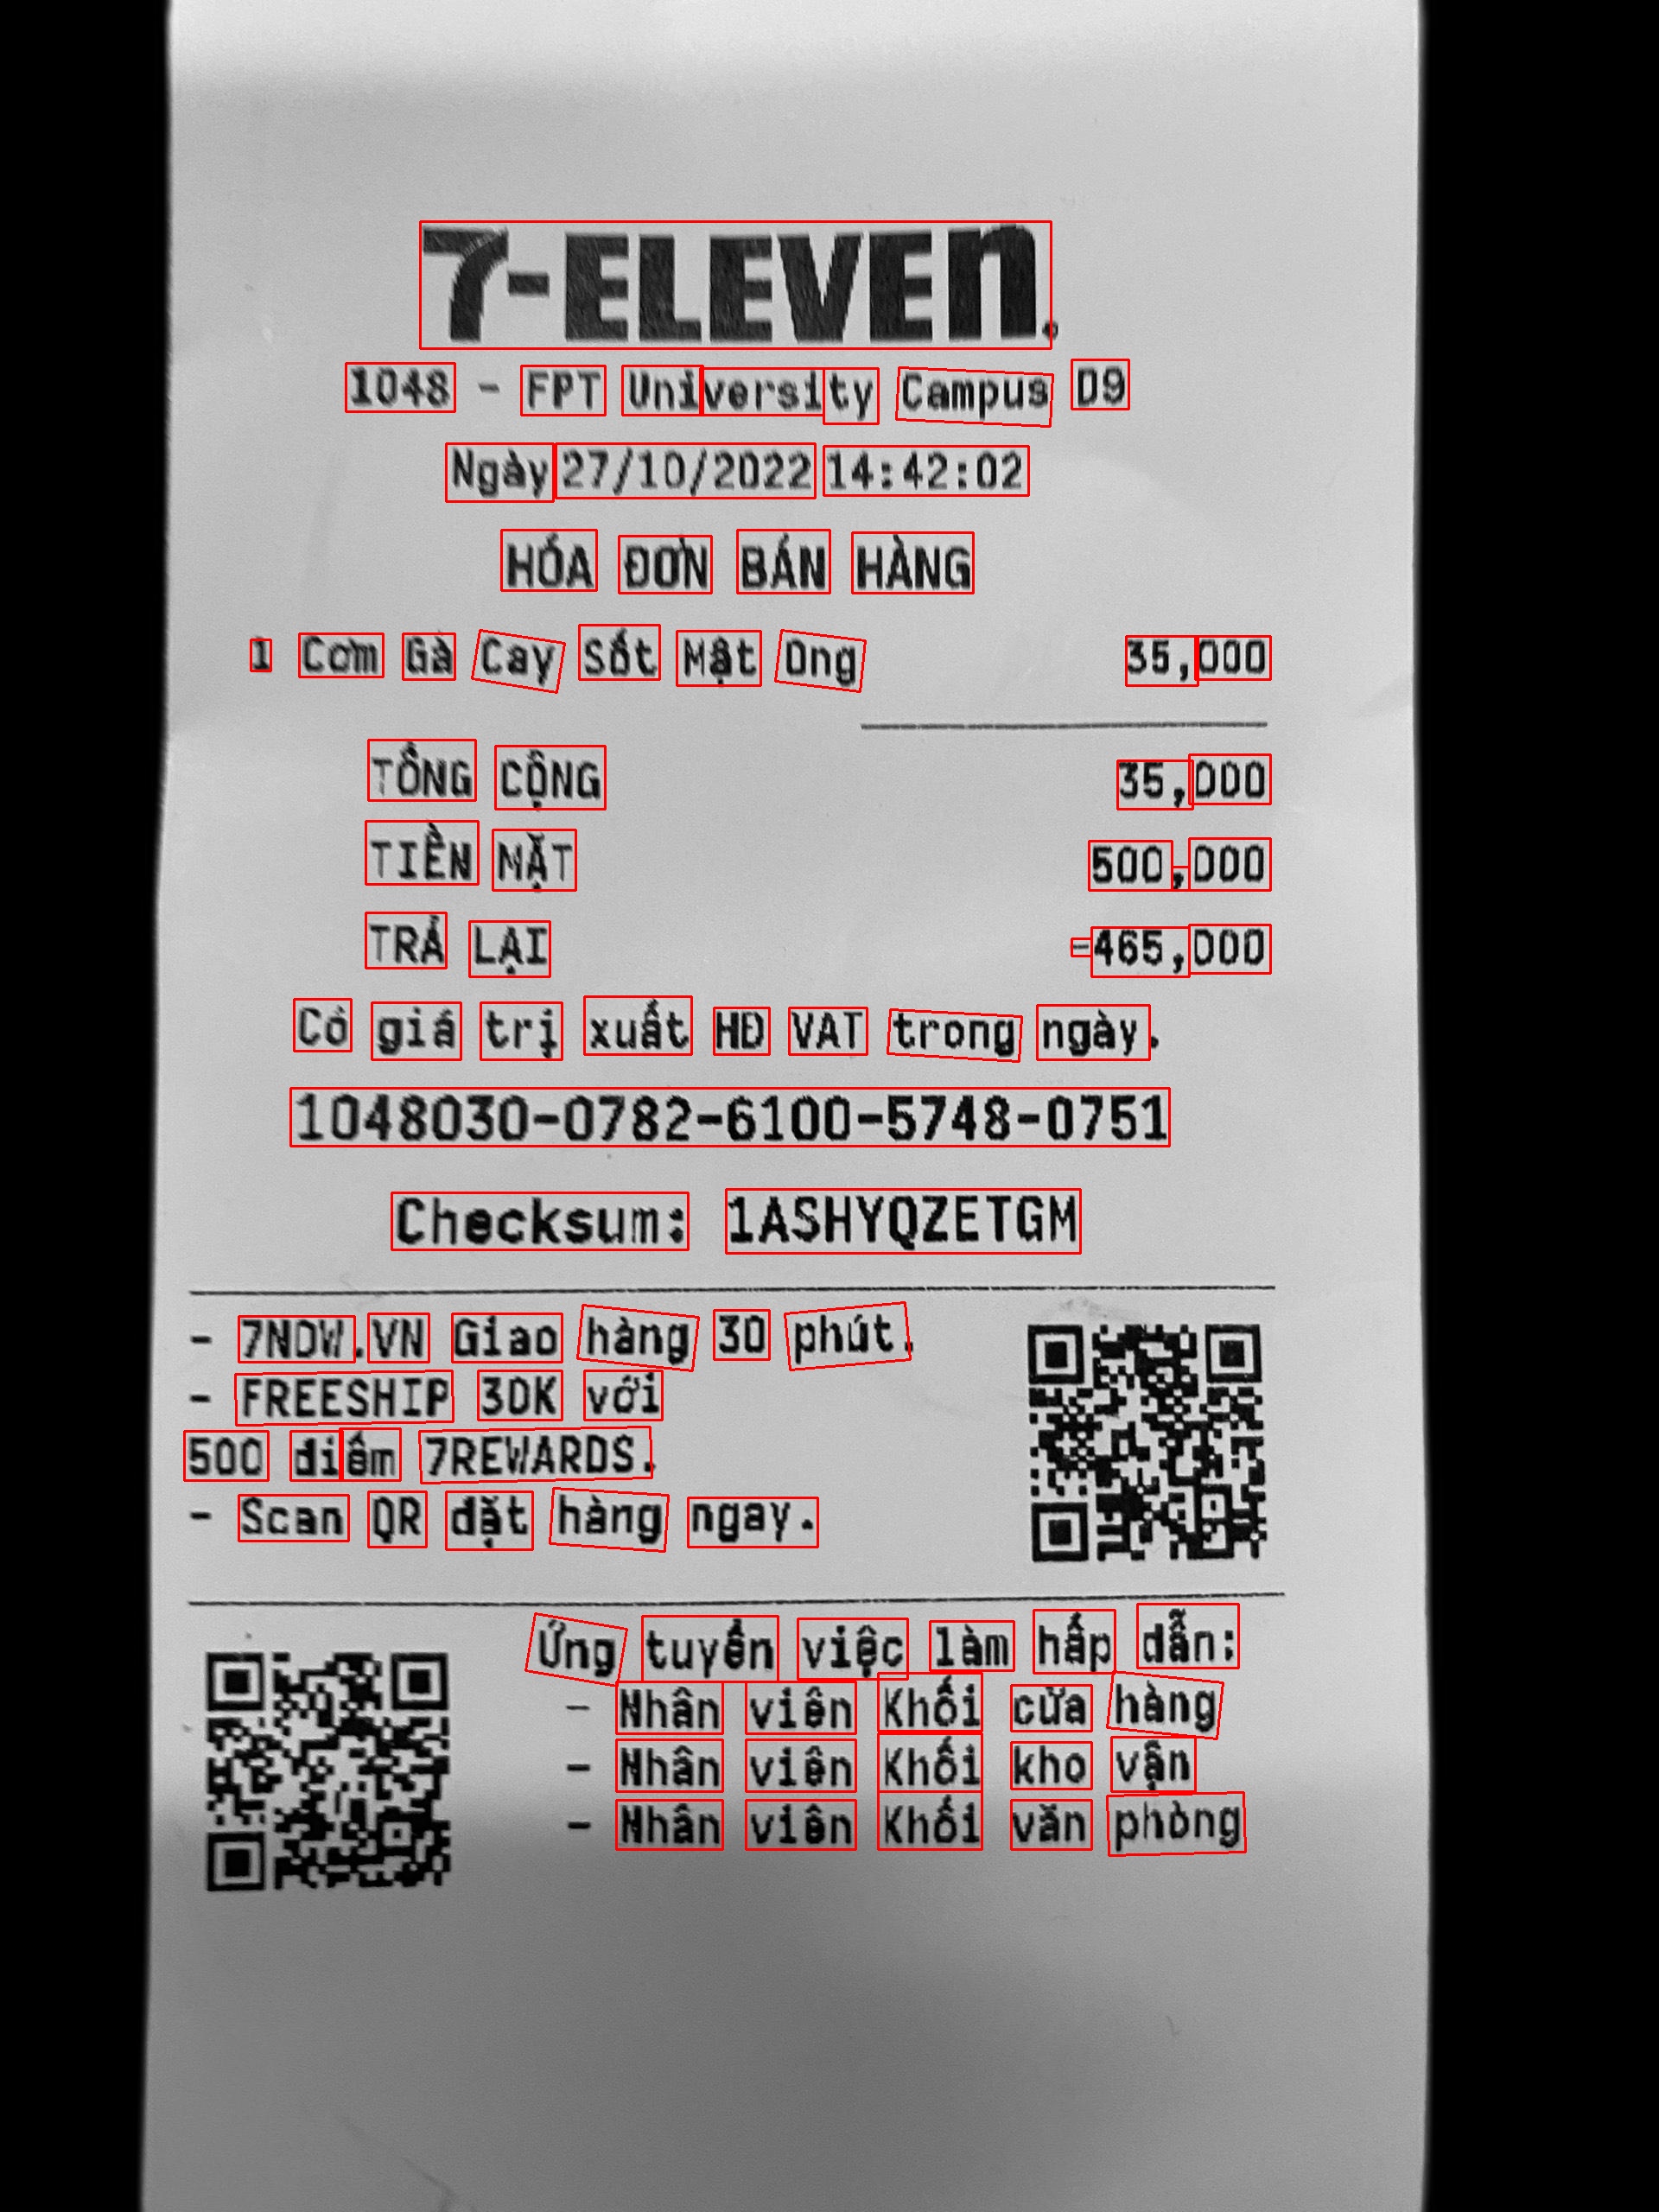 7-ELEVEn.
1048 - FPT University Campus D9
Ngày 27/10/2022 14:42:02
HÓA ĐƠN BÁN HÀNG
1 Cơm Gà Cay Sốt Mật Ong 35,000
TỔNG CỘNG 35,000
TIỀN MẶT 500,000
TRẢ LẠI -465,000
Có giá trị xuất HĐ VAT trong ngày.
1048030-0782-6100-5748-0751
Checksum: 1ASHYQZETGM
- 7NOW.VN Giao hàng 30 phút.
- FREESHIP 30K với
500 điểm 7REWARDS.
- Scan QR đặt hàng ngay.
Ứng tuyển việc làm hấp dẫn:
- Nhân viên Khối cửa hàng
- Nhân viên Khối kho vận
- Nhân viên Khối văn phòng